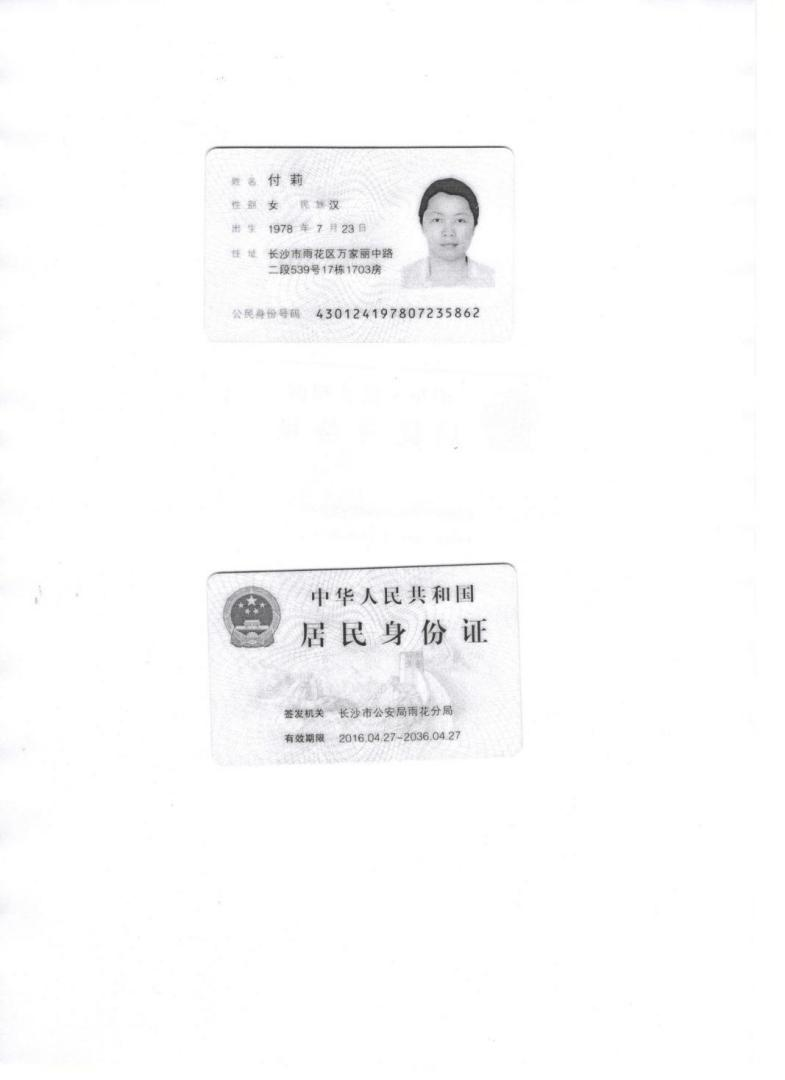 姓名 付莉
性别 女 民族 汉
出生 1978 年 7 月 23 日
住址 长沙市雨花区万家丽中路
二段539号17栋1703房
公民身份号码 430124197807235862
中华人民共和国
居民身份证
签发机关 长沙市公安局雨花分局
有效期限 2016.04.27-2036.04.27